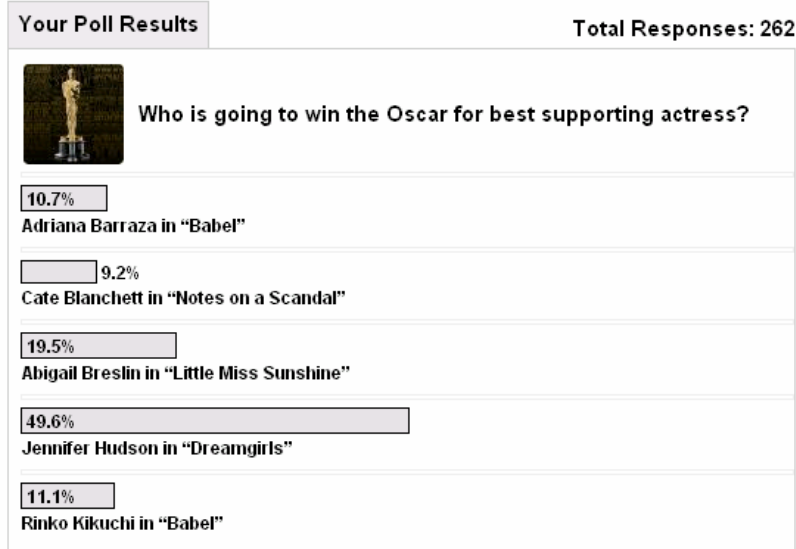 Your Poll Results
Total Responses: 262
Who is going to win the Oscar for best supporting actress?
10.7%
Adriana Barraza in “Babel”
9.2%
Cate Blanchett in “Notes on a Scandal”
19.5%
Abigail Breslin in “Little Miss Sunshine”
49.6%
Jennifer Hudson in “Dreamgirls”
11.1%
Rinko Kikuchi in “Babel”